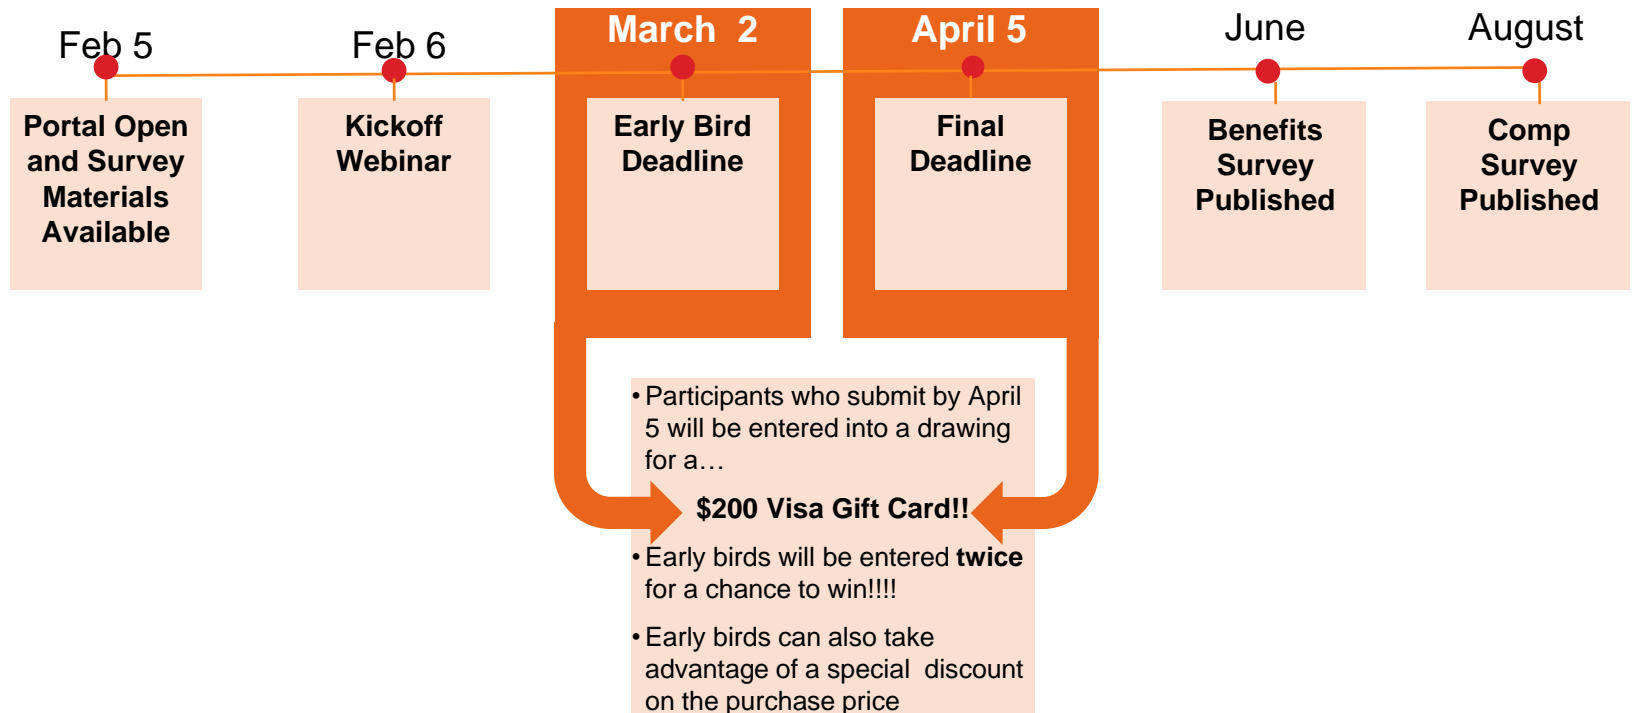 Feb 5
Feb 6
March 2
April 5
June
August
Portal Open
and Survey
Materials
Available
Kickoff
Webinar
Early Bird
Deadline
Final
Deadline
Benefits
Survey
Published
Comp
Survey
Published
• Participants who submit by April
5 will be entered into a drawing
for a…
$200 Visa Gift Card!!
• Early birds will be entered twice
for a chance to win!!!!
• Early birds can also take
advantage of a special discount
on the purchase price